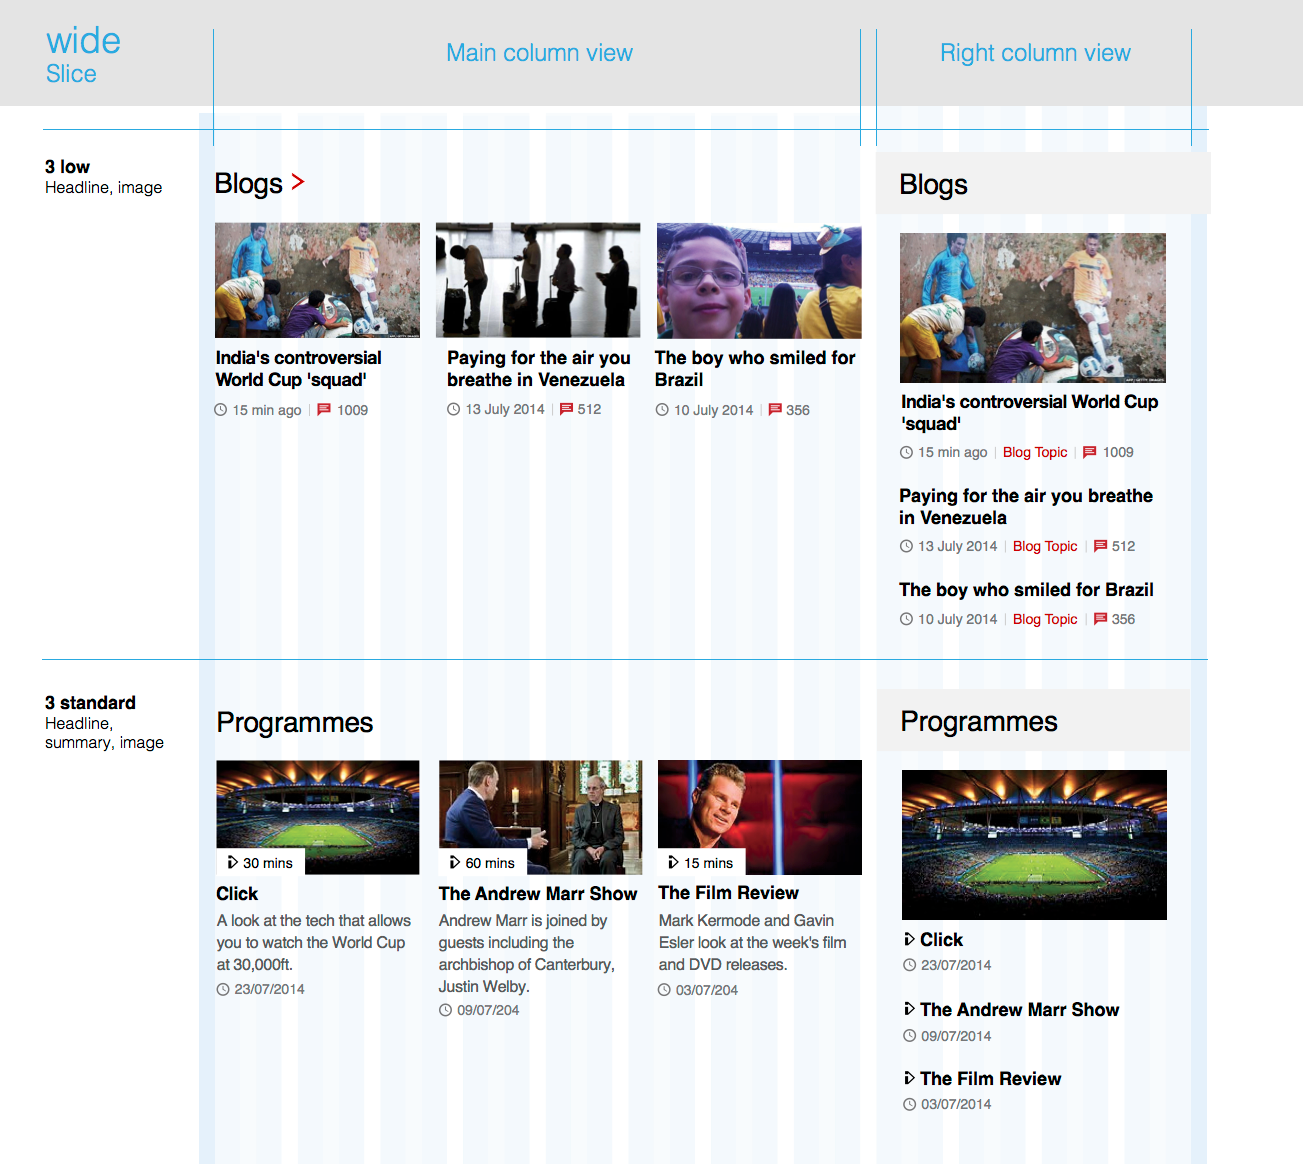 wide
Slice
Main column view
Right column view
3 low
Headline, image
Blogs >
India's controversial
World Cup 'squad'
15 min ago | 1009
Paying for the air you
breathe in Venezuela
13 July 2014 | 512
The boy who smiled for
Brazil
10 July 2014 | 356
Blogs
India's controversial World Cup
'squad'
15 min ago | Blog Topic | 1009
Paying for the air you breathe
in Venezuela
13 July 2014 | Blog Topic | 512
The boy who smiled for Brazil
10 July 2014 | Blog Topic | 356
3 standard
Headline,
summary, image
Programmes
30 mins
Click
A look at the tech that allows
you to watch the World Cup
at 30,000ft.
23/07/2014
60 mins
The Andrew Marr Show
Andrew Marr is joined by
guests including the
archbishop of Canterbury,
Justin Welby.
09/07/204
15 mins
The Film Review
Mark Kermode and Gavin
Esler look at the week's film
and DVD releases.
03/07/204
Programmes
Click
23/07/2014
The Andrew Marr Show
09/07/2014
The Film Review
03/07/2014